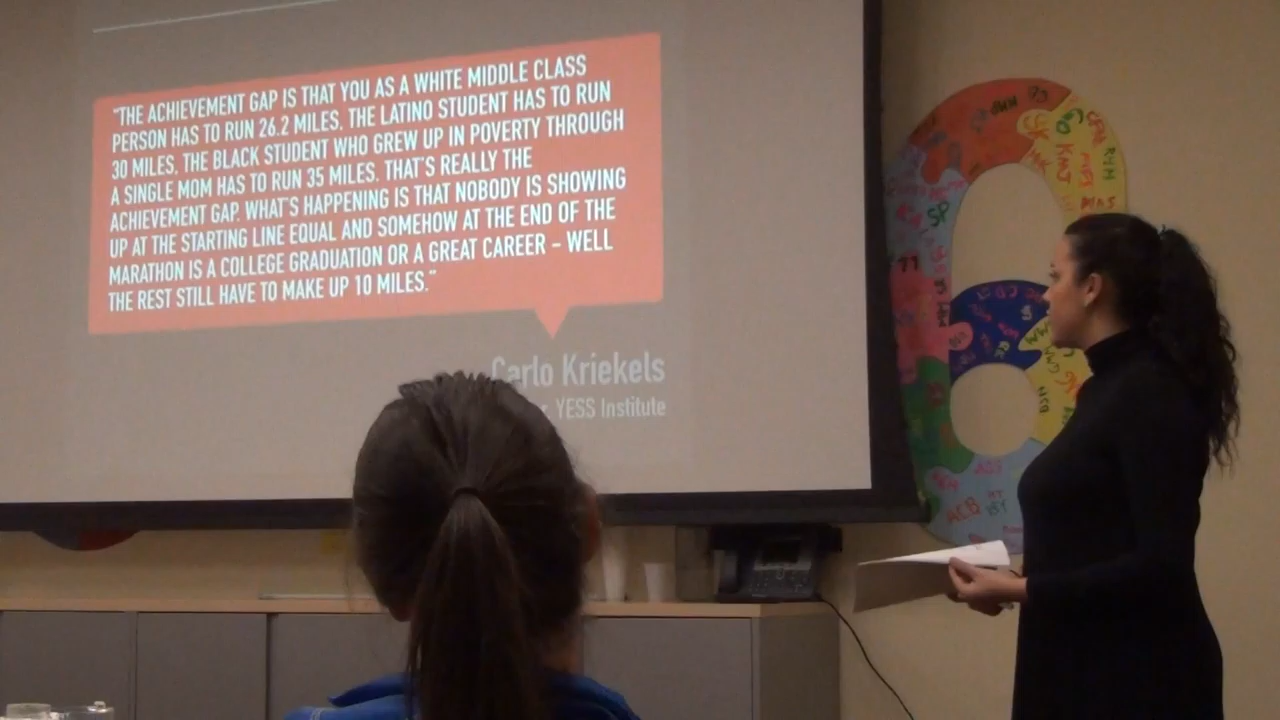 "THE ACHIEVEMENT GAP IS THAT YOU AS A WHITE MIDDLE CLASS
PERSON HAS TO RUN 26.2 MILES. THE LATINO STUDENT HAS TO RUN
30 MILES. THE BLACK STUDENT WHO GREW UP IN POVERTY THROUGH
A SINGLE MOM HAS TO RUN 35 MILES. THAT'S REALLY THE
ACHIEVEMENT GAP. WHAT'S HAPPENING IS THAT NOBODY IS SHOWING
UP AT THE STARTING LINE EQUAL AND SOMEHOW AT THE END OF THE
MARATHON IS A COLLEGE GRADUATION OR A GREAT CAREER – WELL
THE REST STILL HAVE TO MAKE UP 10 MILES."
Carlo Kriekels
YESS Institute
SP
ACB